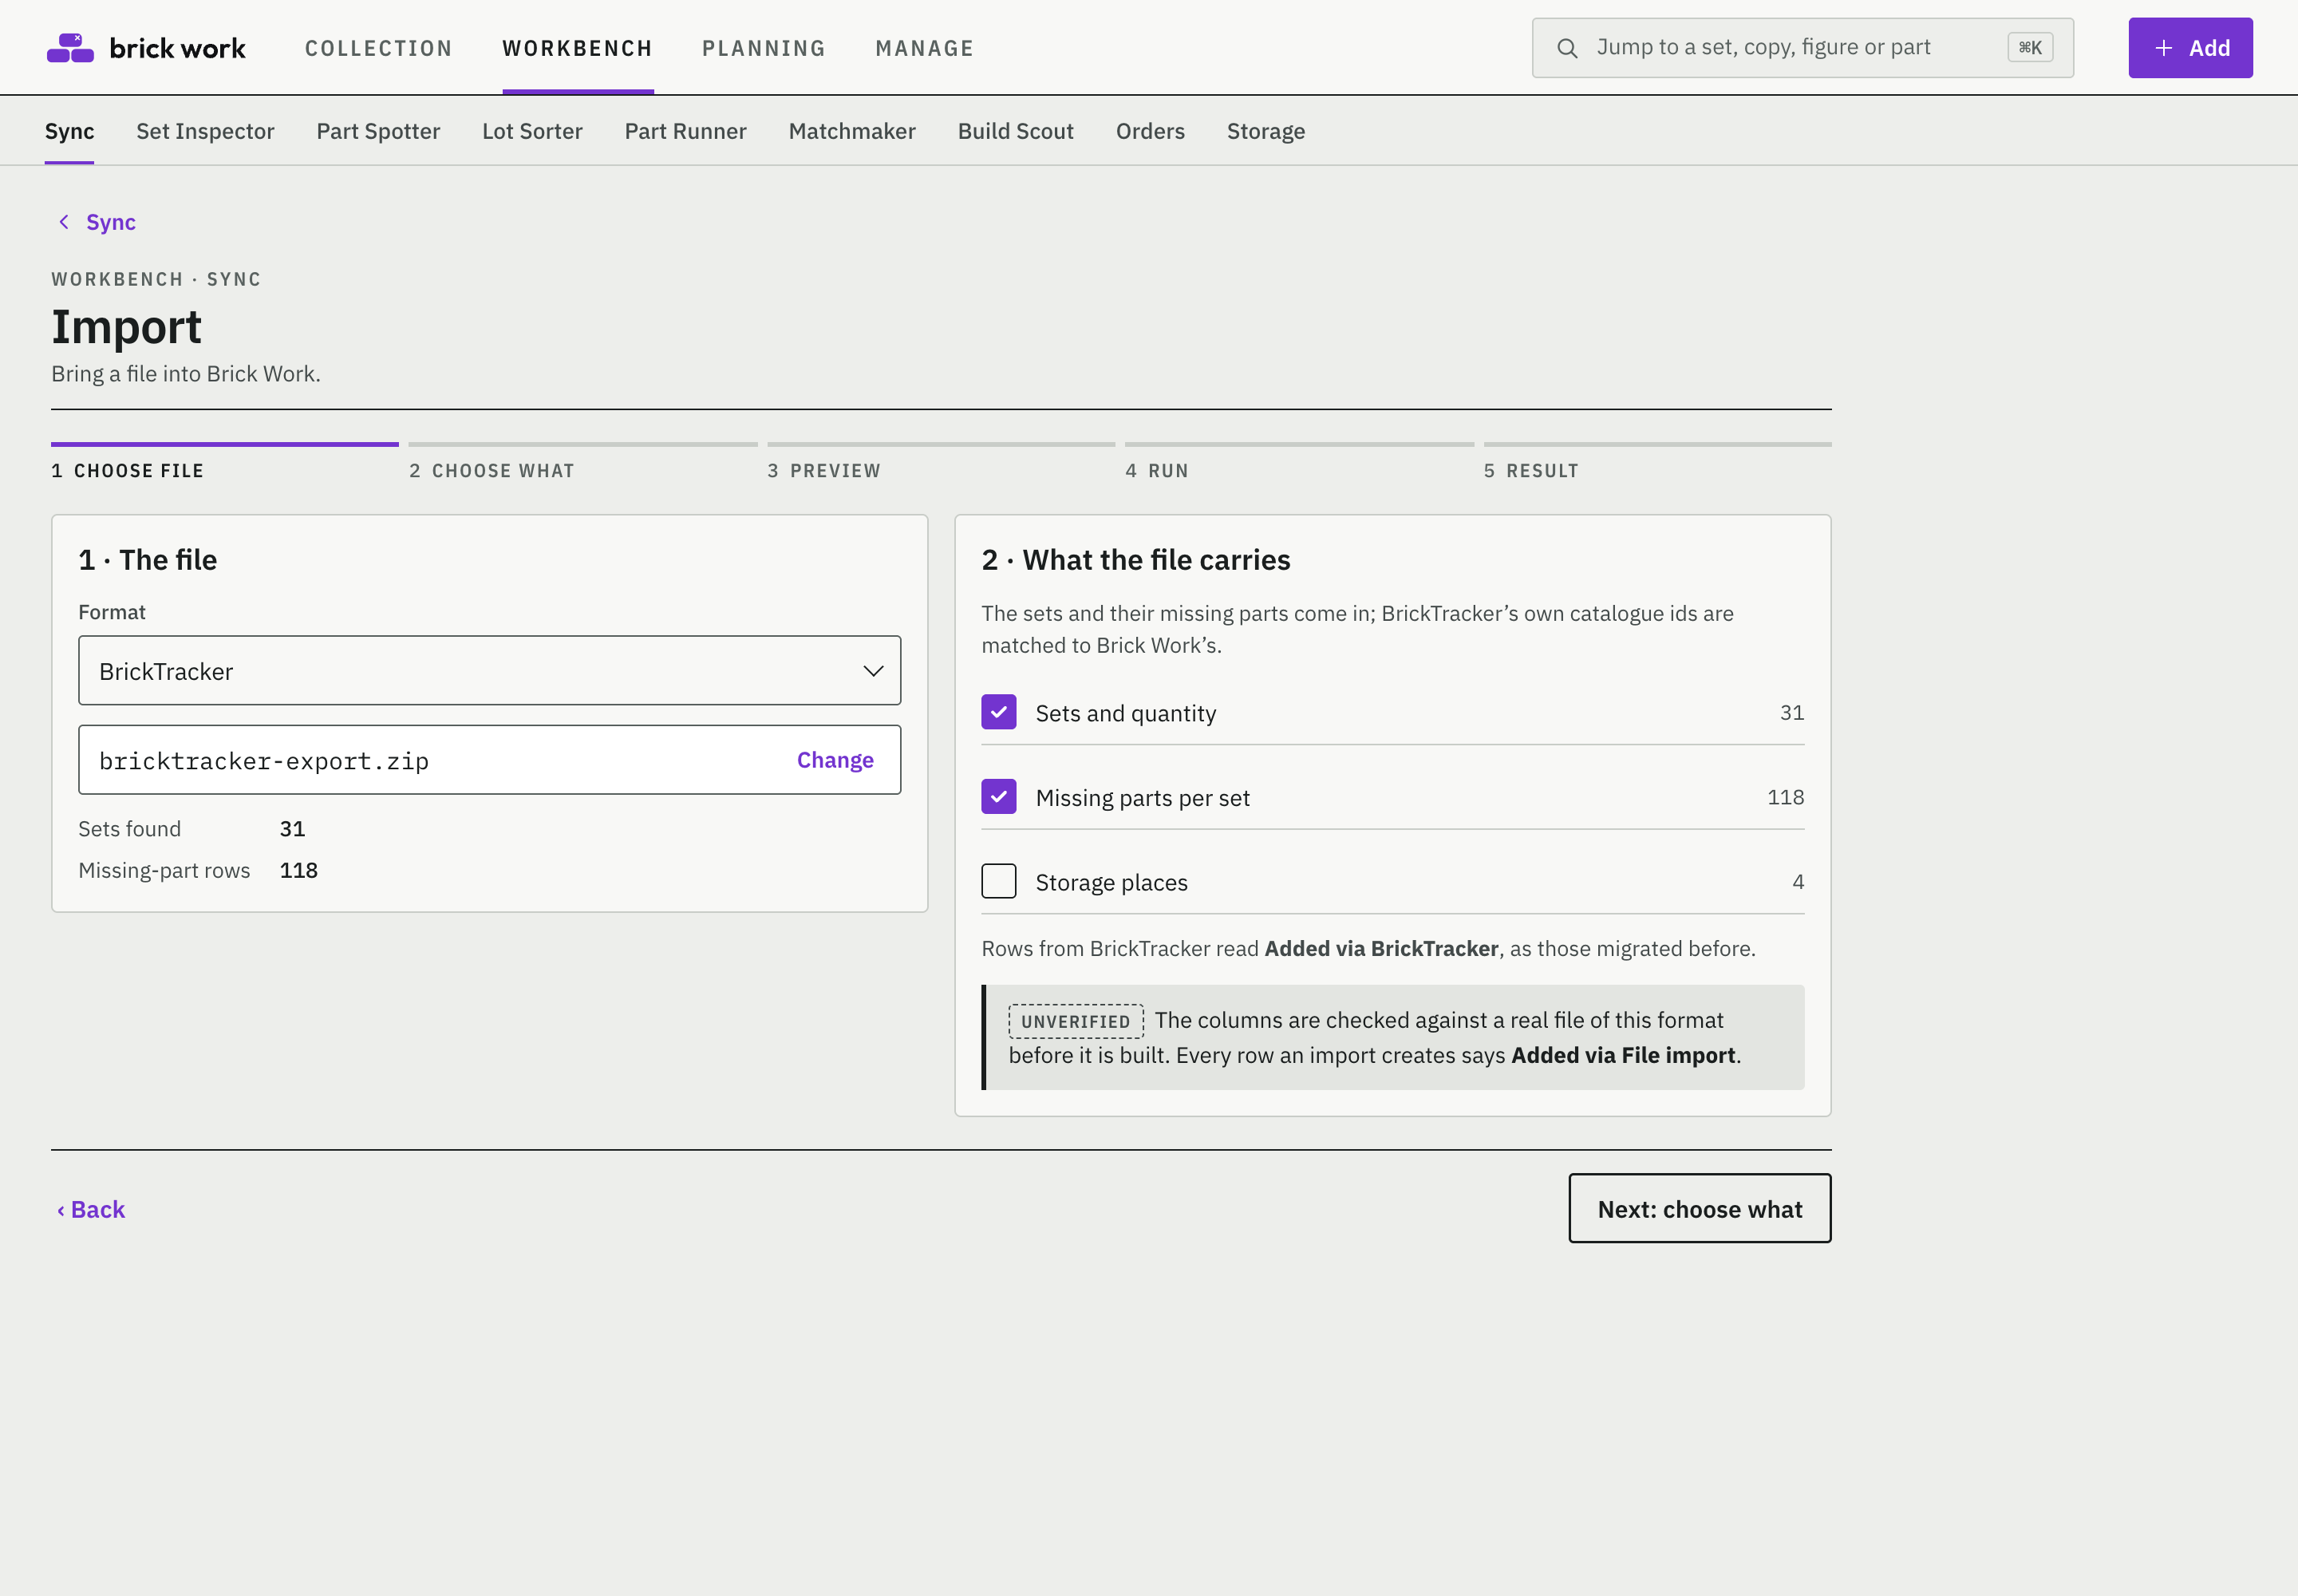 brick work
COLLECTION
WORKBENCH
PLANNING
MANAGE
Jump to a set, copy, figure or part
⌘K
+ Add
Sync
Set Inspector
Part Spotter
Lot Sorter
Part Runner
Matchmaker
Build Scout
Orders
Storage
‹ Sync
WORKBENCH · SYNC
Import
Bring a file into Brick Work.
1 CHOOSE FILE
2 CHOOSE WHAT
3 PREVIEW
4 RUN
5 RESULT
1 · The file
Format
BrickTracker
bricktracker-export.zip
Change
Sets found 31
Missing-part rows 118
2 · What the file carries
The sets and their missing parts come in; BrickTracker’s own catalogue ids are
matched to Brick Work’s.
Sets and quantity 31
Missing parts per set 118
Storage places 4
Rows from BrickTracker read Added via BrickTracker, as those migrated before.
UNVERIFIED The columns are checked against a real file of this format
before it is built. Every row an import creates says Added via File import.
‹ Back
Next: choose what